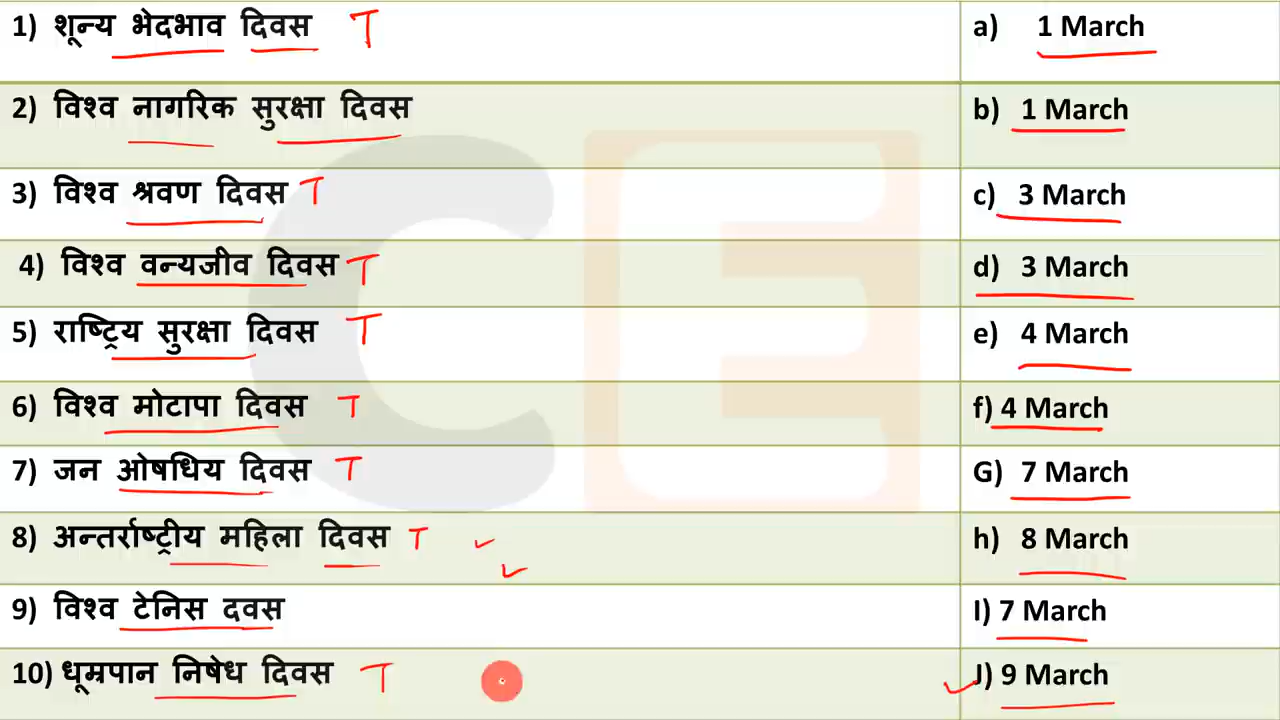 1) शून्य भेदभाव दिवस T a) 1 March
2) विश्व नागरिक सुरक्षा दिवस b) 1 March
3) विश्व श्रवण दिवस T c) 3 March
4) विश्व वन्यजीव दिवस T d) 3 March
5) राष्ट्रिय सुरक्षा दिवस T e) 4 March
6) विश्व मोटापा दिवस T f) 4 March
7) जन ओषधिय दिवस T G) 7 March
8) अन्तर्राष्ट्रीय महिला दिवस T h) 8 March
9) विश्व टेनिस दवस I) 7 March
10) धूम्रपान निषेध दिवस T J) 9 March
CE